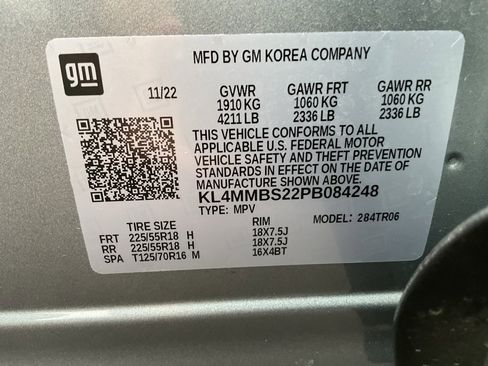 gm
MFD BY GM KOREA COMPANY
11/22 GVWR GAWR FRT GAWR RR
1910 KG 1060 KG 1060 KG
4211 LB 2336 LB 2336 LB
THIS VEHICLE CONFORMS TO ALL
APPLICABLE U.S. FEDERAL MOTOR
VEHICLE SAFETY AND THEFT PREVENTION
STANDARDS IN EFFECT ON THE DATE OF
MANUFACTURE SHOWN ABOVE.
KL4MMBS22PB084248
TYPE: MPV MODEL: 284TR06
TIRE SIZE RIM
FRT 225/55R18 H 18X7.5J
RR 225/55R18 H 18X7.5J
SPA T125/70R16 M 16X4BT